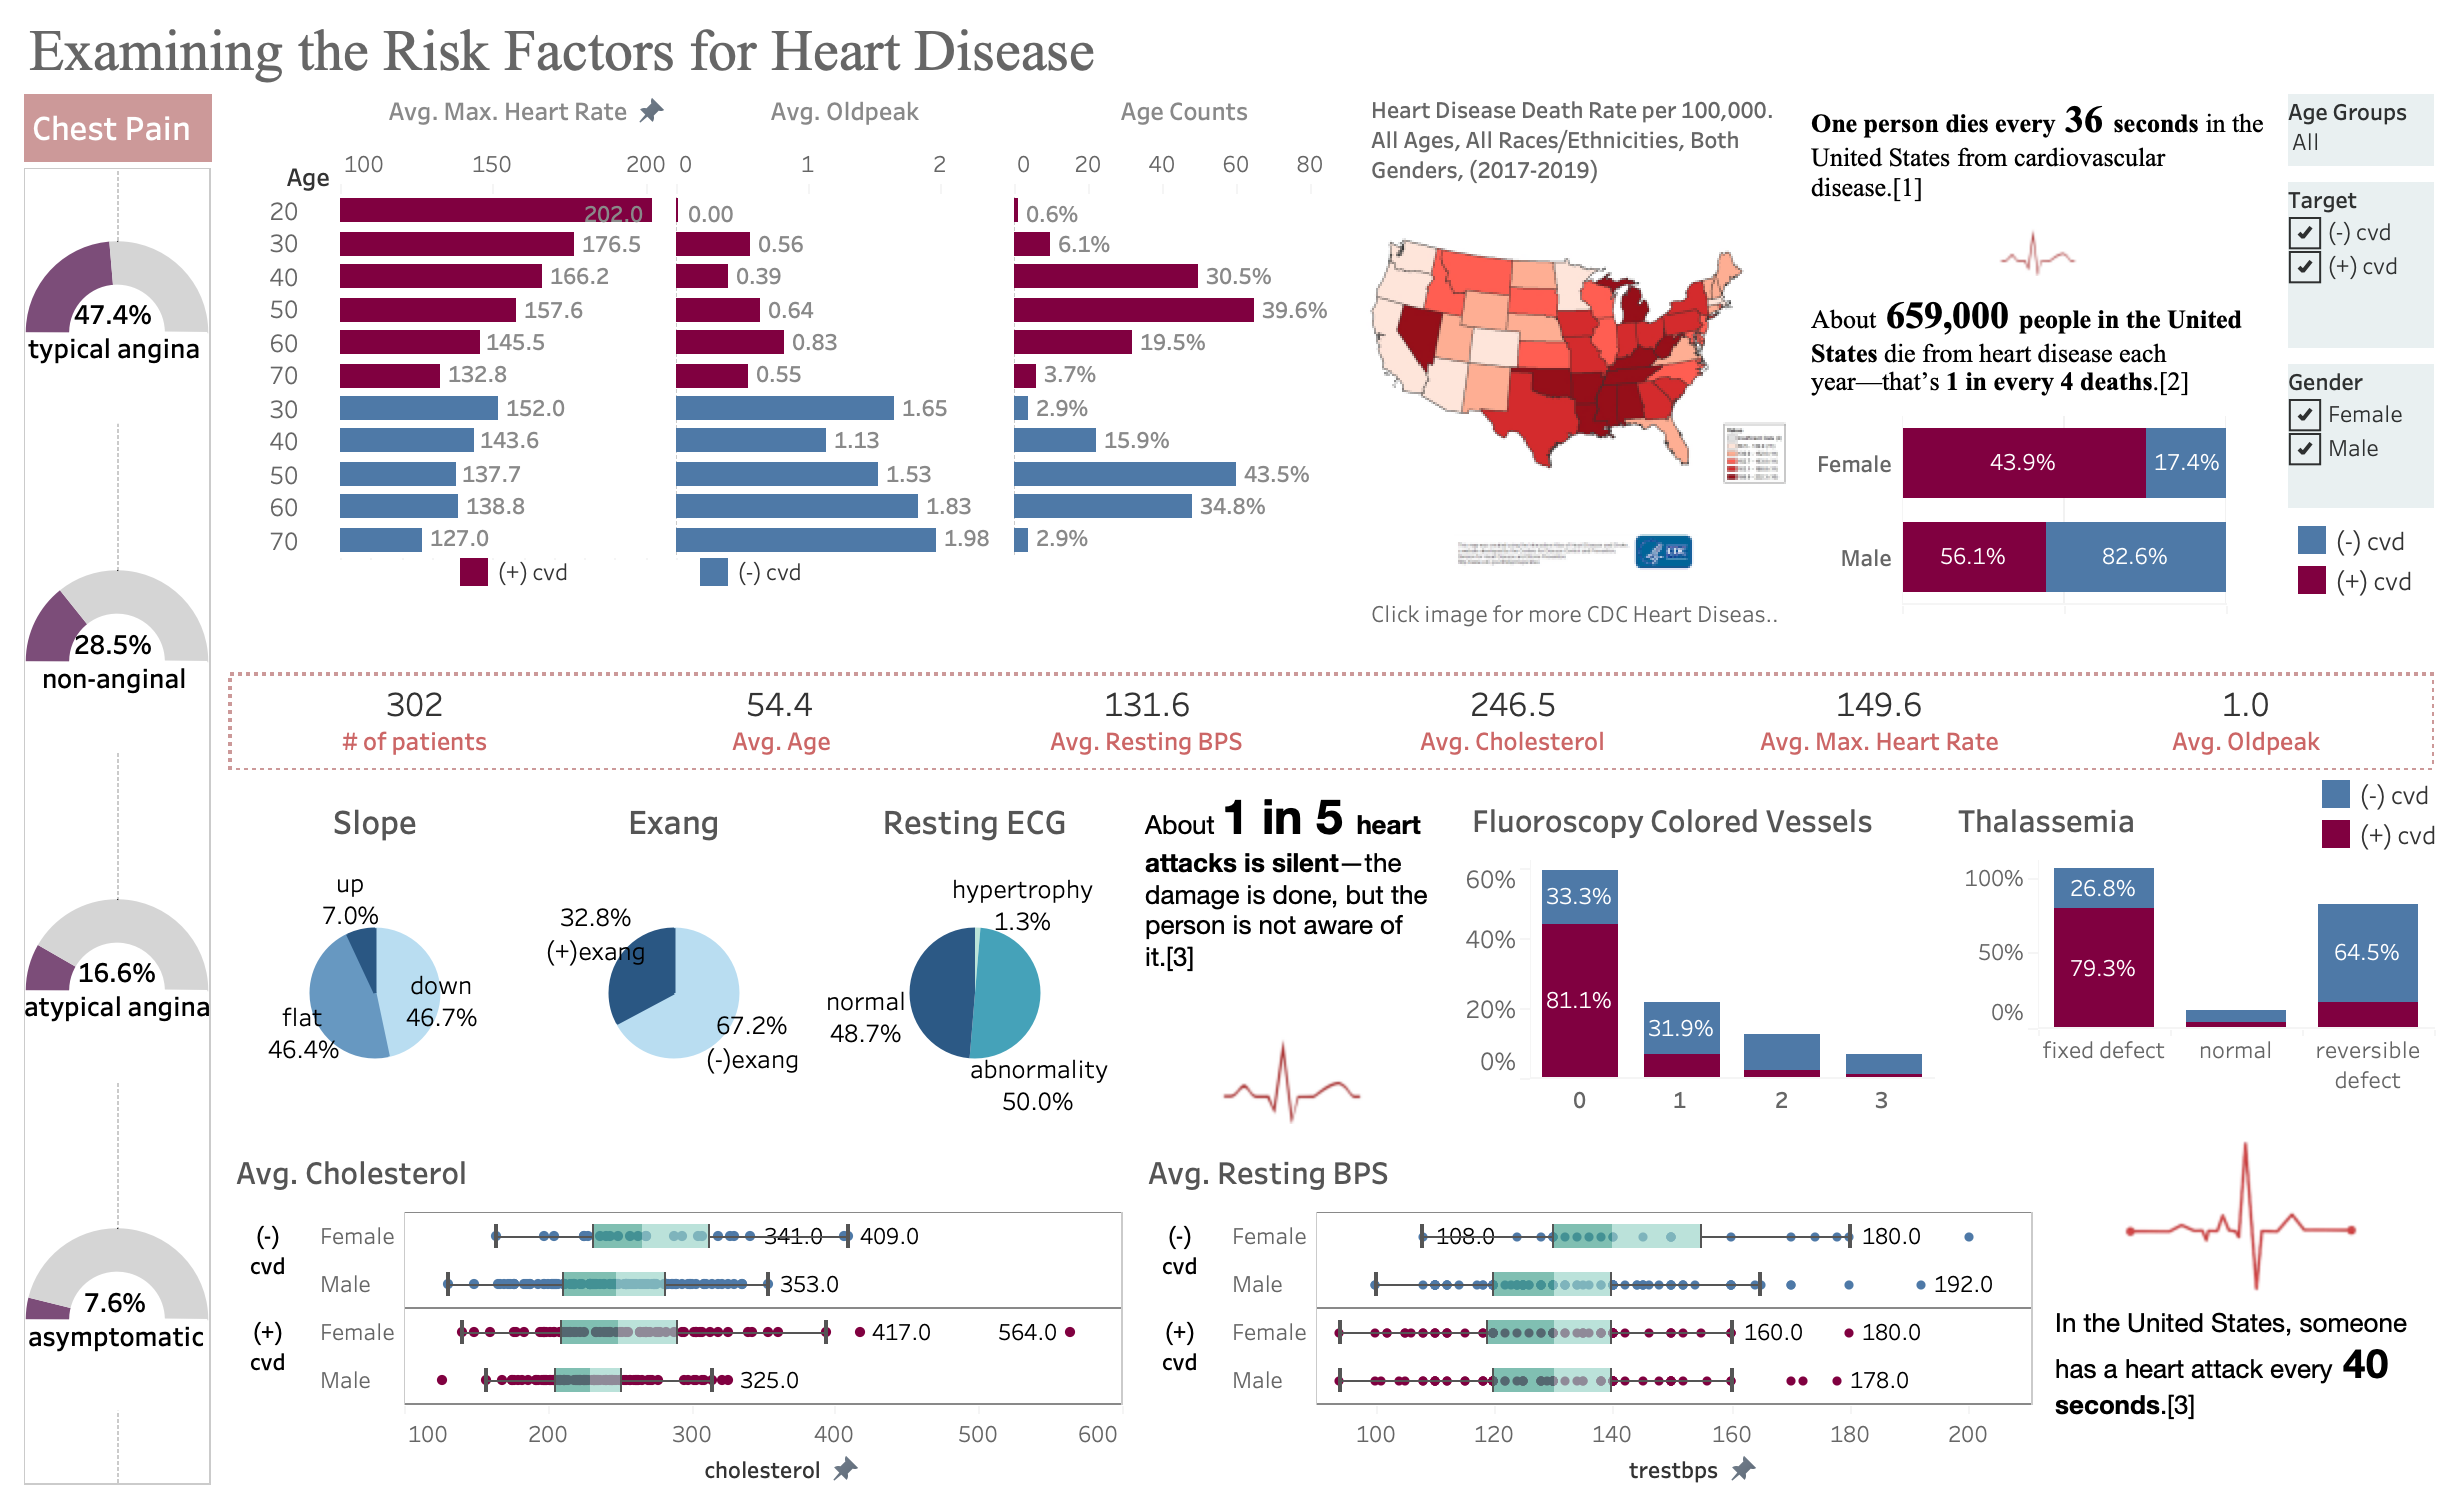 Examining the Risk Factors for Heart Disease
Chest Pain
47.4%
typical angina
28.5%
non-anginal
16.6%
atypical angina
7.6%
asymptomatic
Avg. Max. Heart Rate
Avg. Oldpeak
Age Counts
Age
100 150 200
0 1 2
0 20 40 60 80
20 202.0 0.00 0.6%
30 176.5 0.56 6.1%
40 166.2 0.39 30.5%
50 157.6 0.64 39.6%
60 145.5 0.83 19.5%
70 132.8 0.55 3.7%
30 152.0 1.65 2.9%
40 143.6 1.13 15.9%
50 137.7 1.53 43.5%
60 138.8 1.83 34.8%
70 127.0 1.98 2.9%
(+) cvd (-) cvd
Heart Disease Death Rate per 100,000.
All Ages, All Races/Ethnicities, Both
Genders, (2017-2019)
CDC
Click image for more CDC Heart Diseas..
One person dies every 36 seconds in the
United States from cardiovascular
disease.[1]
About 659,000 people in the United
States die from heart disease each
year—that's 1 in every 4 deaths.[2]
Female 43.9% 17.4%
Male 56.1% 82.6%
Age Groups
All
Target
(-) cvd
(+) cvd
Gender
Female
Male
(-) cvd
(+) cvd
302
# of patients
54.4
Avg. Age
131.6
Avg. Resting BPS
246.5
Avg. Cholesterol
149.6
Avg. Max. Heart Rate
1.0
Avg. Oldpeak
Slope
up
7.0%
down
46.7%
flat
46.4%
Exang
32.8%
(+)exang
67.2%
(-)exang
Resting ECG
hypertrophy
1.3%
normal
48.7%
abnormality
50.0%
About 1 in 5 heart
attacks is silent—the
damage is done, but the
person is not aware of
it.[3]
Fluoroscopy Colored Vessels
60%
40%
20%
0%
33.3%
81.1%
31.9%
0 1 2 3
Thalassemia
(-) cvd
(+) cvd
100%
50%
0%
26.8%
79.3%
64.5%
fixed defect
normal
reversible
defect
Avg. Cholesterol
(-)
cvd
Female 341.0 409.0
Male 353.0
(+)
cvd
Female 417.0 564.0
Male 325.0
100 200 300 400 500 600
cholesterol
Avg. Resting BPS
(-)
cvd
Female 108.0 180.0
Male 192.0
(+)
cvd
Female 160.0 180.0
Male 178.0
100 120 140 160 180 200
trestbps
In the United States, someone
has a heart attack every 40
seconds.[3]